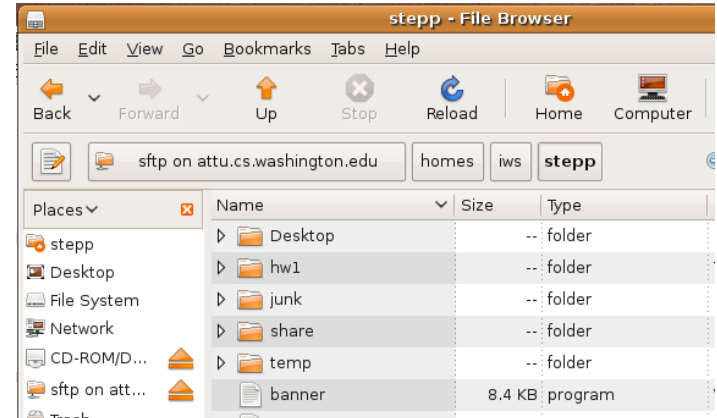 stepp - File Browser
File Edit View Go Bookmarks Tabs Help
Back Forward Up Stop Reload Home Computer
sftp on attu.cs.washington.edu homes iws stepp
Places Name Size Type
stepp
Desktop
File System
Network
CD-ROM/D...
sftp on att...
Trash
Desktop -- folder
hw1 -- folder
junk -- folder
share -- folder
temp -- folder
banner 8.4 KB program